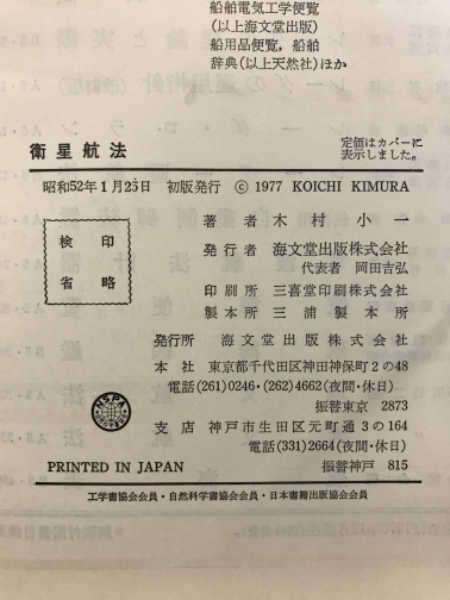 船舶電気工学便覧
(以上海文堂出版)
船用品便覧,船舶
辞典(以上天然社)ほか
衛星航法
定価はカバーに
表示しました。
昭和52年1月25日 初版発行 © 1977 KOICHI KIMURA
検印
省略
著者 木村小一
発行者 海文堂出版株式会社
代表者 岡田吉弘
印刷所 三喜堂印刷株式会社
製本所 三浦製本所
発行所 海文堂出版株式会社
本社 東京都千代田区神田神保町2の48
電話(261)0246・(262)4662(夜間・休日)
振替東京 2873
支店 神戸市生田区元町通3の164
電話(331)2664(夜間・休日)
振替神戸 815
NSPA
PRINTED IN JAPAN
工学書協会会員・自然科学書協会会員・日本書籍出版協会会員